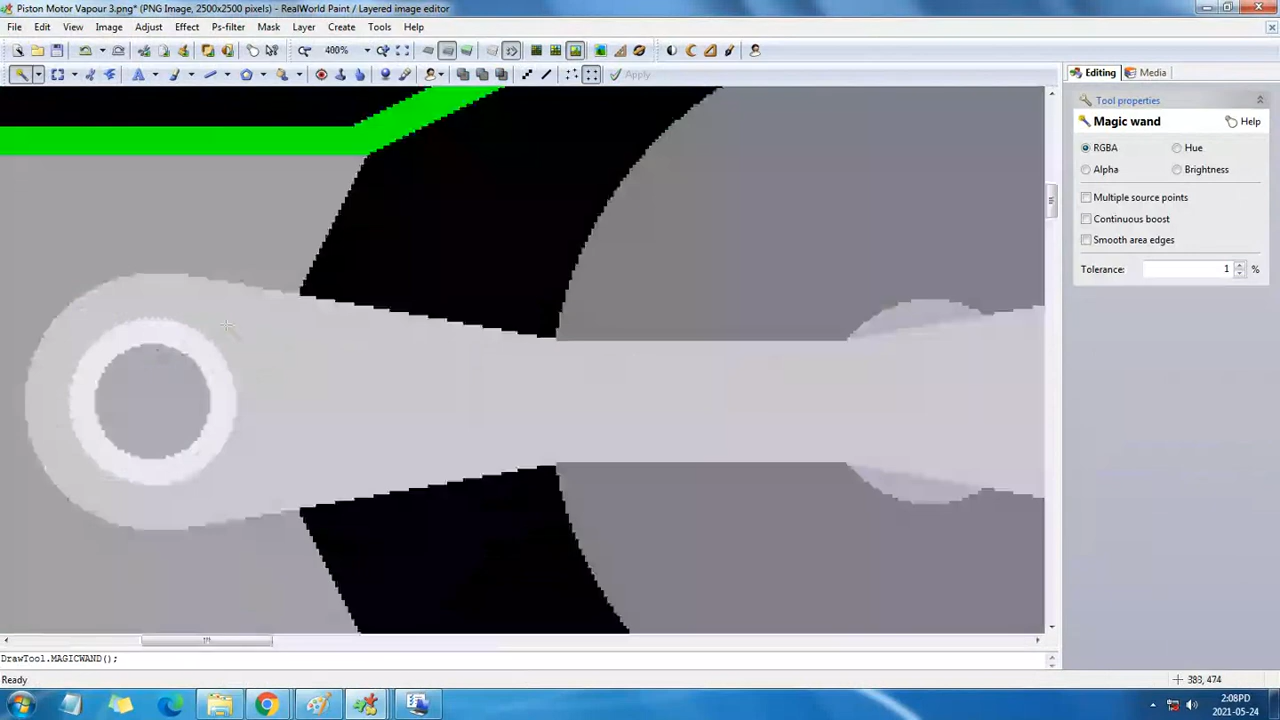 Piston Motor Vapour 3.png* (PNG Image, 2500x2500 pixels) - RealWorld Paint / Layered image editor
File Edit View Image Adjust Effect Ps-filter Mask Layer Create Tools Help
400%
Apply
Editing Media
Tool properties
Magic wand Help
RGBA Hue
Alpha Brightness
Multiple source points
Continuous boost
Smooth area edges
Tolerance: 1 %
DrawTool.MAGICWAND();
Ready 383, 474
2:08PD
2021-05-24